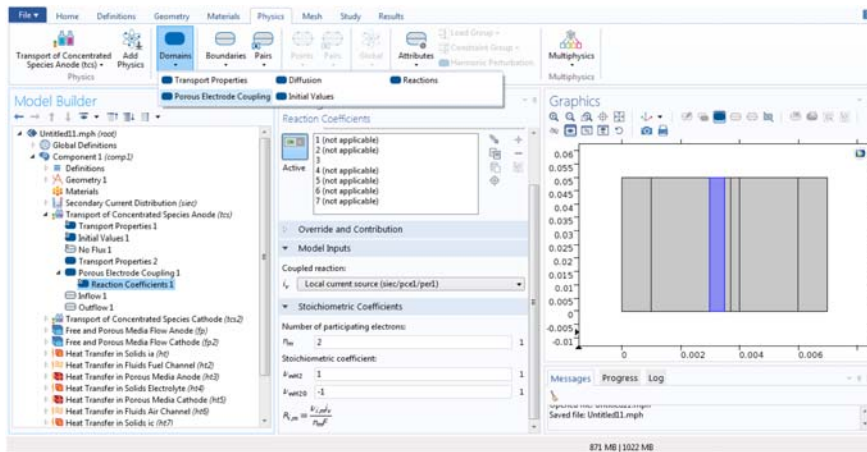 File Home Definitions Geometry Materials Physics Mesh Study Results
Transport of Concentrated Species Anode (tcs)
Add Physics
Domains
Boundaries
Pairs
Points
Pairs
Global
Attributes
Load Group
Constraint Group
Harmonic Perturbation
Multiphysics
Physics
Multiphysics
Transport Properties Diffusion Reactions
Porous Electrode Coupling Initial Values
Model Builder
Untitled11.mph (root)
Global Definitions
Component 1 (comp1)
Definitions
Geometry 1
Materials
Secondary Current Distribution (siec)
Transport of Concentrated Species Anode (tcs)
Transport Properties 1
Initial Values 1
No Flux 1
Transport Properties 2
Porous Electrode Coupling 1
Reaction Coefficients 1
Inflow 1
Outflow 1
Transport of Concentrated Species Cathode (tcs2)
Free and Porous Media Flow Anode (fp)
Free and Porous Media Flow Cathode (fp2)
Heat Transfer in Solids ia (ht)
Heat Transfer in Fluids Fuel Channel (ht2)
Heat Transfer in Porous Media Anode (ht3)
Heat Transfer in Solids Electrolyte (ht4)
Heat Transfer in Porous Media Cathode (ht5)
Heat Transfer in Fluids Air Channel (ht6)
Heat Transfer in Solids ic (ht7)
Reaction Coefficients
Active
1 (not applicable)
2 (not applicable)
3
4 (not applicable)
5 (not applicable)
6 (not applicable)
7 (not applicable)
Override and Contribution
Model Inputs
Coupled reaction:
iv Local current source (siec/pce1/per1)
Stoichiometric Coefficients
Number of participating electrons:
nm 2 1
Stoichiometric coefficient:
νwH2 1 1
νwH2O -1 1
Ri,m = νi,m iv / nm F
Graphics
0.06
0.055
0.05
0.045
0.04
0.035
0.03
0.025
0.02
0.015
0.01
0.005
0
-0.005
-0.01
0 0.002 0.004 0.006
Messages Progress Log
Saved file: Untitled11.mph
871 MB | 1022 MB